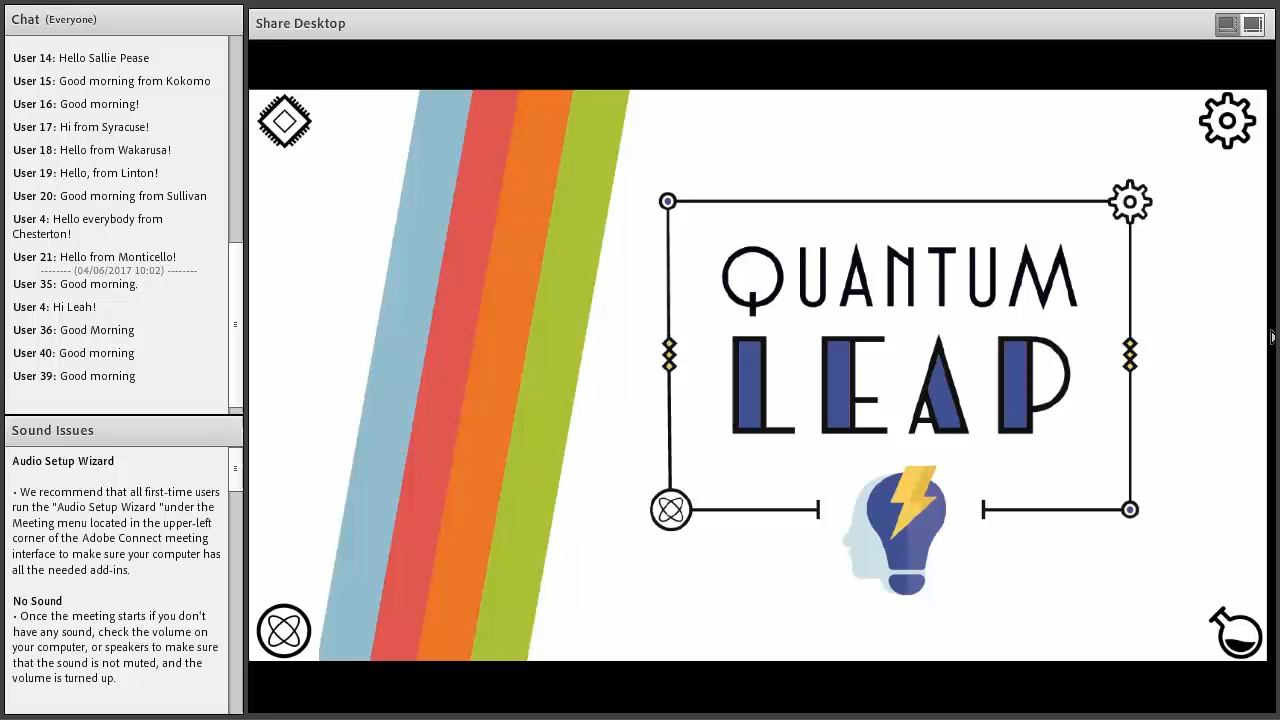 Chat (Everyone)
User 14: Hello Sallie Pease
User 15: Good morning from Kokomo
User 16: Good morning!
User 17: Hi from Syracuse!
User 18: Hello from Wakarusa!
User 19: Hello, from Linton!
User 20: Good morning from Sullivan
User 4: Hello everybody from
Chesterton!
User 21: Hello from Monticello!
-------- (04/06/2017 10:02) --------
User 35: Good morning.
User 4: Hi Leah!
User 36: Good Morning
User 40: Good morning
User 39: Good morning
Sound Issues
Audio Setup Wizard
• We recommend that all first-time users
run the "Audio Setup Wizard "under the
Meeting menu located in the upper-left
corner of the Adobe Connect meeting
interface to make sure your computer has
all the needed add-ins.
No Sound
• Once the meeting starts if you don't
have any sound, check the volume on
your computer, or speakers to make sure
that the sound is not muted, and the
volume is turned up.
Share Desktop
QUANTUM
LEAP